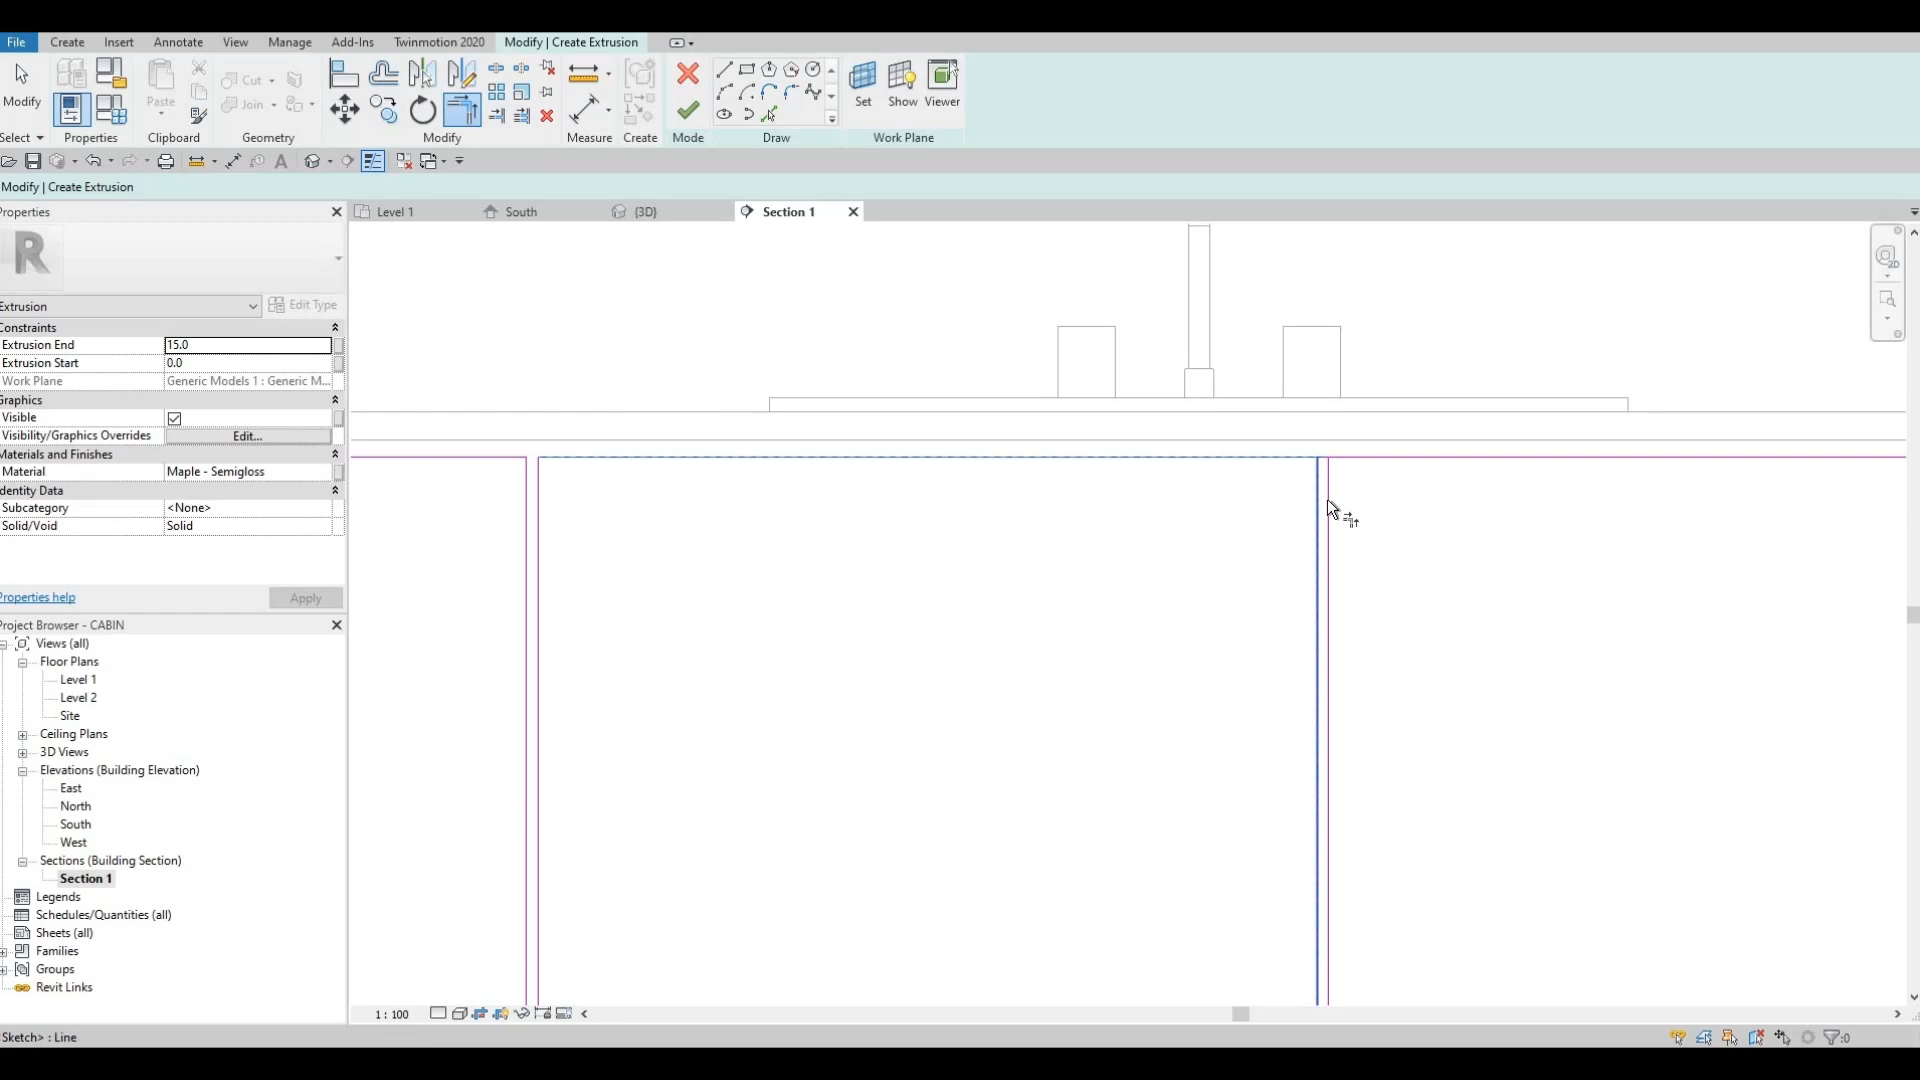 File Create Insert Annotate View Manage Add-Ins Twinmotion 2020 Modify | Create Extrusion
Modify Paste Cut Join Set Show Viewer
Select Properties Clipboard Geometry Modify Measure Create Mode Draw Work Plane
Modify | Create Extrusion
Properties
Level 1 South {3D} Section 1
R
Extrusion Edit Type
Constraints
Extrusion End 15.0
Extrusion Start 0.0
Work Plane Generic Models 1 : Generic M...
Graphics
Visible
Visibility/Graphics Overrides Edit...
Materials and Finishes
Material Maple - Semigloss
Identity Data
Subcategory <None>
Solid/Void Solid
Properties help Apply
Project Browser - CABIN
Views (all)
Floor Plans
Level 1
Level 2
Site
Ceiling Plans
3D Views
Elevations (Building Elevation)
East
North
South
West
Sections (Building Section)
Section 1
Legends
Schedules/Quantities (all)
Sheets (all)
Families
Groups
Revit Links
1 : 100
Sketch> : Line
:0